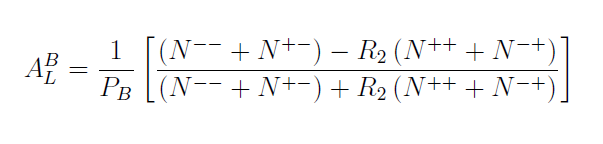 A_L^B = \frac{1}{P_B} \left[ \frac{(N^{--} + N^{+-}) - R_2 (N^{++} + N^{-+})}{(N^{--} + N^{+-}) + R_2 (N^{++} + N^{-+})} \right]